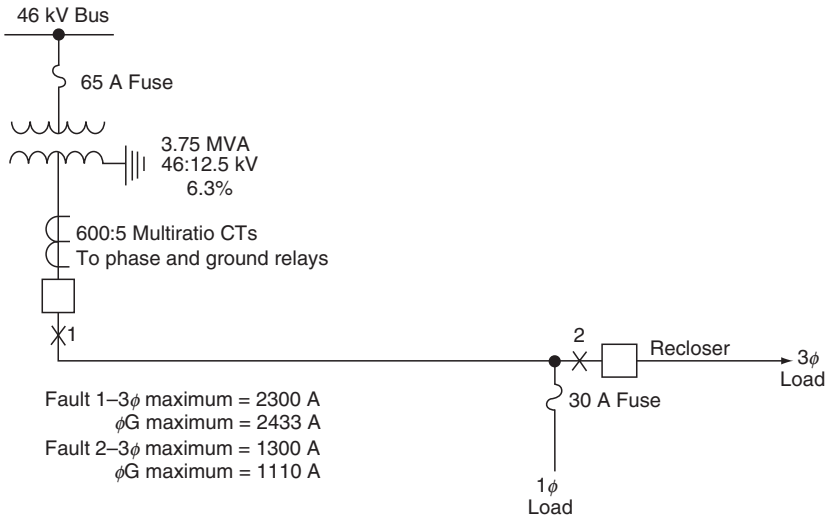 46 kV Bus
65 A Fuse
3.75 MVA
46:12.5 kV
6.3%
600:5 Multiratio CTs
To phase and ground relays
1
2
Recloser
3ϕ
Load
30 A Fuse
Fault 1–3ϕ maximum = 2300 A
ϕG maximum = 2433 A
Fault 2–3ϕ maximum = 1300 A
ϕG maximum = 1110 A
1ϕ
Load